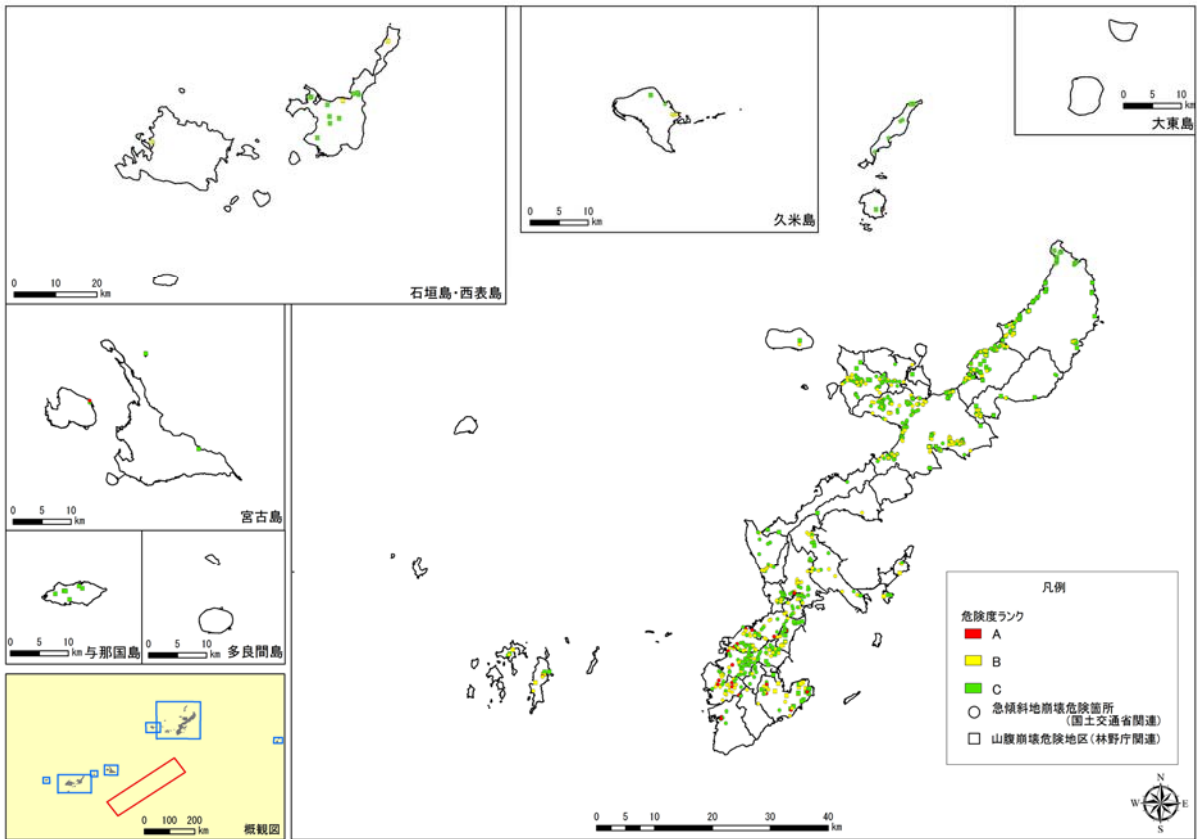 0 10 20
km
石垣島・西表島
0 5 10
km
久米島
0 5 10
km
大東島
0 5 10
km
宮古島
0 5 10
km
与那国島
0 5 10
km
多良間島
0 100 200
km
概観図
凡例
危険度ランク
A
B
C
急傾斜地崩壊危険箇所
(国土交通省関連)
山腹崩壊危険地区(林野庁関連)
N
W E
S
0 5 10 20 30 40
km